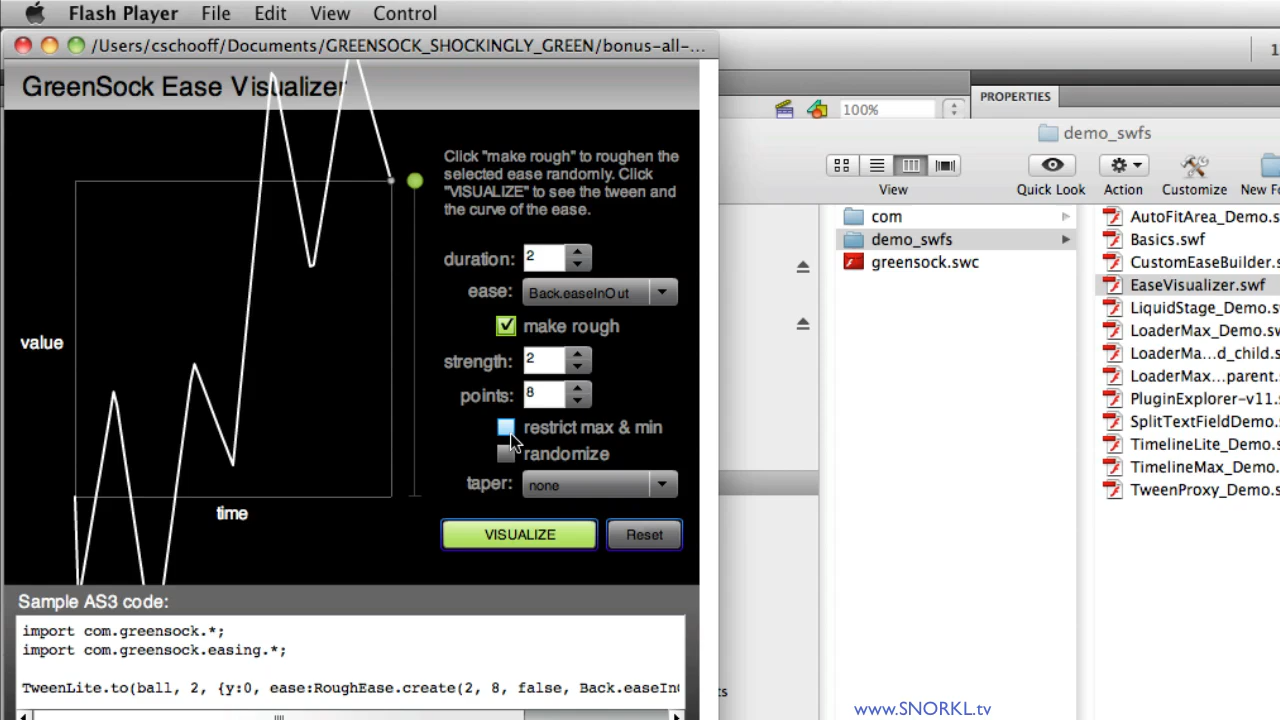 Flash Player File Edit View Control
/Users/cschooff/Documents/GREENSOCK_SHOCKINGLY_GREEN/bonus-all-...
GreenSock Ease Visualizer
Click "make rough" to roughen the
selected ease randomly. Click
"VISUALIZE" to see the tween and
the curve of the ease.
duration: 2
ease: Back.easeInOut
make rough
value
strength: 2
points: 8
restrict max & min
randomize
taper: none
time
VISUALIZE Reset
Sample AS3 code:
import com.greensock.*;
import com.greensock.easing.*;
TweenLite.to(ball, 2, {y:0, ease:RoughEase.create(2, 8, false, Back.easeIn
100%
PROPERTIES
demo_swfs
View Quick Look Action Customize New Fo
com
demo_swfs
greensock.swc
AutoFitArea_Demo.s
Basics.swf
CustomEaseBuilder.
EaseVisualizer.swf
LiquidStage_Demo.sw
LoaderMax_Demo.sw
LoaderMa...d_child.s
LoaderMax...parent.s
PluginExplorer-v11.s
SplitTextFieldDemo.s
TimelineLite_Demo.s
TimelineMax_Demo.
TweenProxy_Demo.s
www.SNORKL.tv